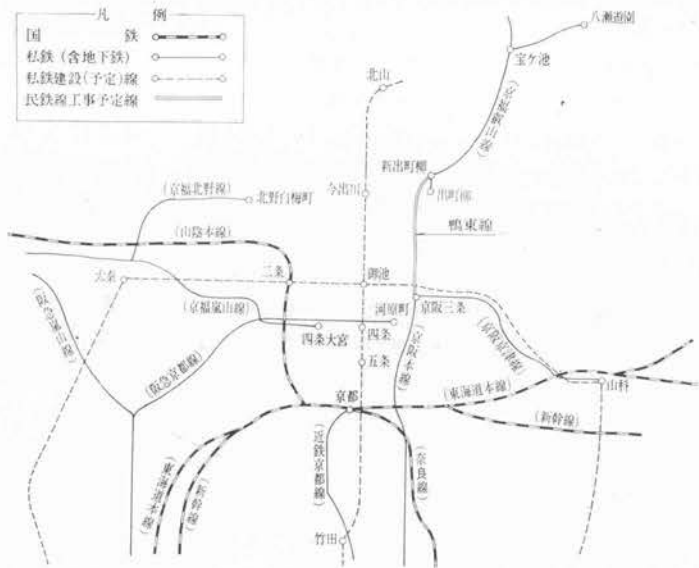 凡 例
国 鉄
私鉄(含地下鉄)
私鉄建設(予定)線
民鉄線工事予定線
八瀬遊園
宝ケ池
北山
(京福叡山線)
新出町柳
出町柳
今出川
(京福北野線)
北野白梅町
(山陰本線)
鴨東線
太秦
二条
御池
(阪急嵐山線)
(京福嵐山線)
河原町
京阪三条
四条大宮
四条
(阪急京都線)
五条
(京阪本線)
(京阪京津線)
京都
(東海道本線)
山科
(新幹線)
(東海道本線)
(新幹線)
(近鉄京都線)
(奈良線)
竹田